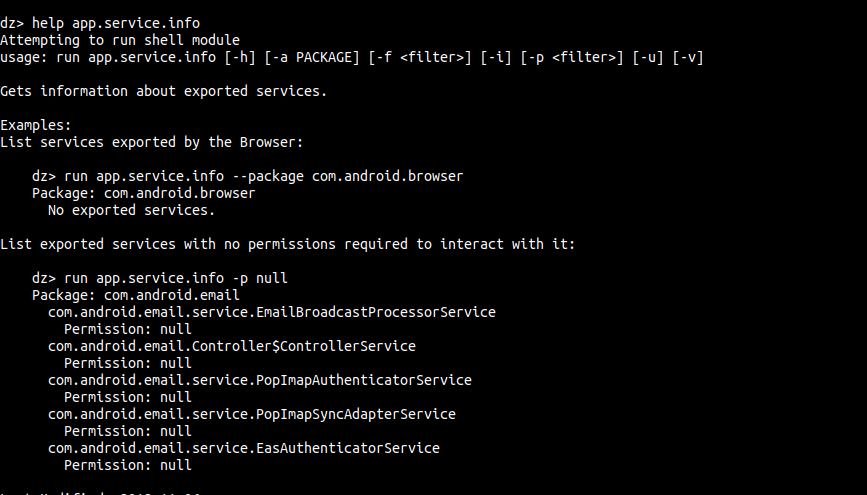 dz> help app.service.info
Attempting to run shell module
usage: run app.service.info [-h] [-a PACKAGE] [-f <filter>] [-i] [-p <filter>] [-u] [-v]
Gets information about exported services.
Examples:
List services exported by the Browser:
dz> run app.service.info --package com.android.browser
Package: com.android.browser
No exported services.
List exported services with no permissions required to interact with it:
dz> run app.service.info -p null
Package: com.android.email
com.android.email.service.EmailBroadcastProcessorService
Permission: null
com.android.email.Controller$ControllerService
Permission: null
com.android.email.service.PopImapAuthenticatorService
Permission: null
com.android.email.service.PopImapSyncAdapterService
Permission: null
com.android.email.service.EasAuthenticatorService
Permission: null